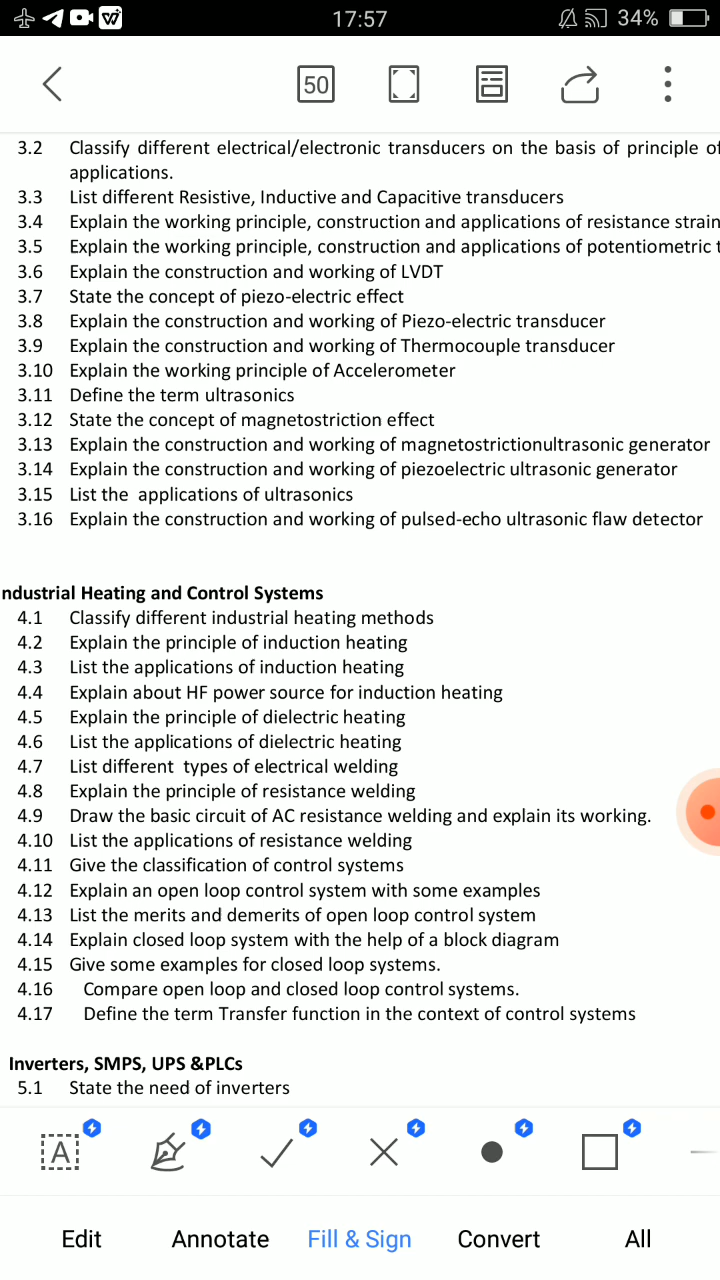 17:57
34%
50
3.2 Classify different electrical/electronic transducers on the basis of principle of
applications.
3.3 List different Resistive, Inductive and Capacitive transducers
3.4 Explain the working principle, construction and applications of resistance strain
3.5 Explain the working principle, construction and applications of potentiometric t
3.6 Explain the construction and working of LVDT
3.7 State the concept of piezo-electric effect
3.8 Explain the construction and working of Piezo-electric transducer
3.9 Explain the construction and working of Thermocouple transducer
3.10 Explain the working principle of Accelerometer
3.11 Define the term ultrasonics
3.12 State the concept of magnetostriction effect
3.13 Explain the construction and working of magnetostrictionultrasonic generator
3.14 Explain the construction and working of piezoelectric ultrasonic generator
3.15 List the applications of ultrasonics
3.16 Explain the construction and working of pulsed-echo ultrasonic flaw detector
ndustrial Heating and Control Systems
4.1 Classify different industrial heating methods
4.2 Explain the principle of induction heating
4.3 List the applications of induction heating
4.4 Explain about HF power source for induction heating
4.5 Explain the principle of dielectric heating
4.6 List the applications of dielectric heating
4.7 List different types of electrical welding
4.8 Explain the principle of resistance welding
4.9 Draw the basic circuit of AC resistance welding and explain its working.
4.10 List the applications of resistance welding
4.11 Give the classification of control systems
4.12 Explain an open loop control system with some examples
4.13 List the merits and demerits of open loop control system
4.14 Explain closed loop system with the help of a block diagram
4.15 Give some examples for closed loop systems.
4.16 Compare open loop and closed loop control systems.
4.17 Define the term Transfer function in the context of control systems
Inverters, SMPS, UPS &PLCs
5.1 State the need of inverters
A
Edit Annotate Fill & Sign Convert All